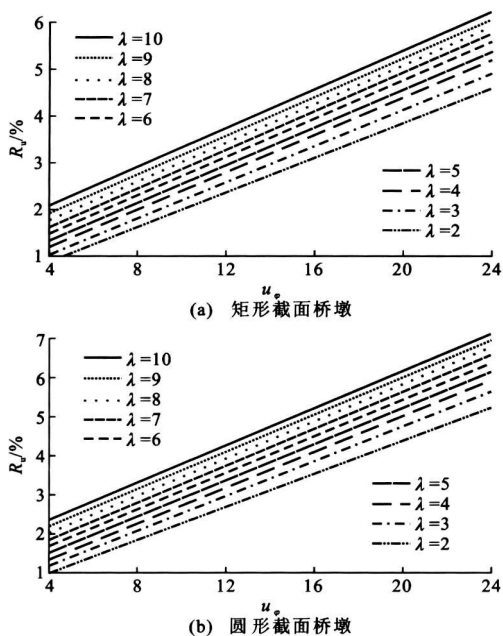 6
5
4
3
2
1
R_u/%
λ=10
λ=9
λ=8
λ=7
λ=6
λ=5
λ=4
λ=3
λ=2
4 8 12 16 20 24
u_φ
(a) 矩形截面桥墩
7
6
5
4
3
2
1
R_u/%
λ=10
λ=9
λ=8
λ=7
λ=6
λ=5
λ=4
λ=3
λ=2
4 8 12 16 20 24
u_φ
(b) 圆形截面桥墩